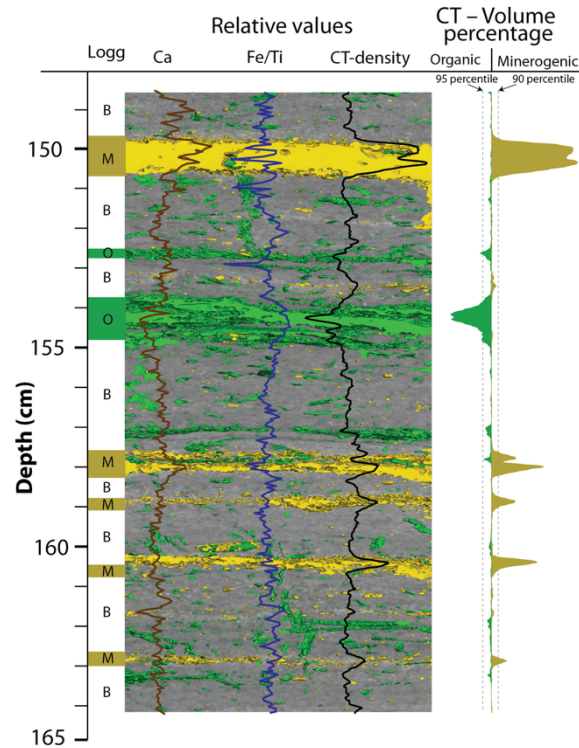 Relative values
CT – Volume
percentage
Logg
Ca
Fe/Ti
CT-density
Organic
Minerogenic
95 percentile
90 percentile
B
150
M
B
O
B
O
155
B
M
B
M
160
B
M
B
M
B
165
Depth (cm)